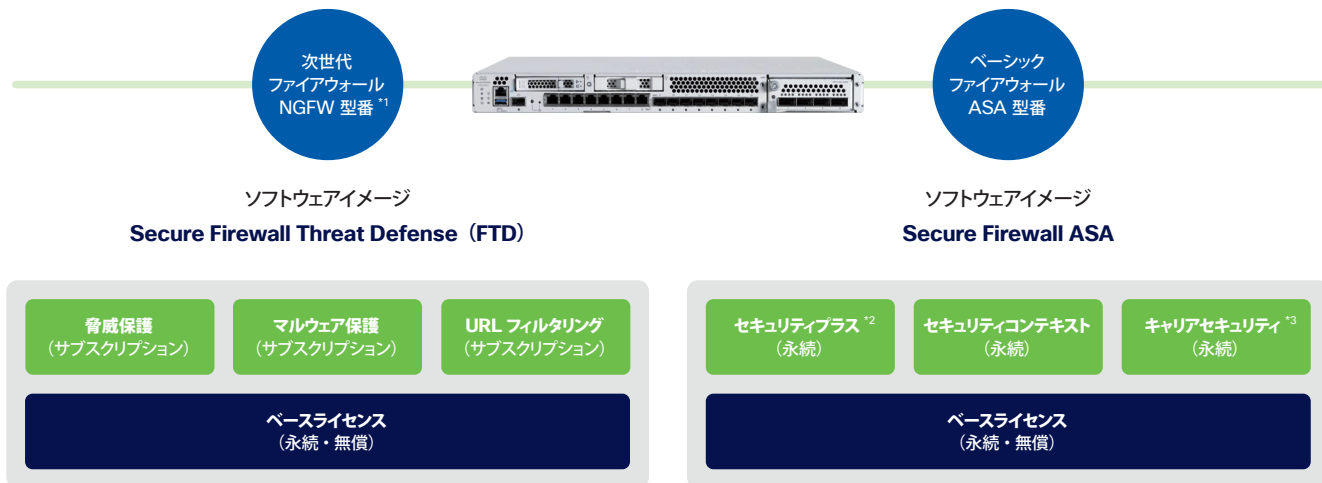 次世代
ファイアウォール
NGFW 型番 *1
ベーシック
ファイアウォール
ASA 型番
ソフトウェアイメージ
Secure Firewall Threat Defense（FTD）
ソフトウェアイメージ
Secure Firewall ASA
脅威保護
（サブスクリプション）
マルウェア保護
（サブスクリプション）
URL フィルタリング
（サブスクリプション）
ベースライセンス
（永続・無償）
セキュリティプラス *2
（永続）
セキュリティコンテキスト
（永続）
キャリアセキュリティ *3
（永続）
ベースライセンス
（永続・無償）